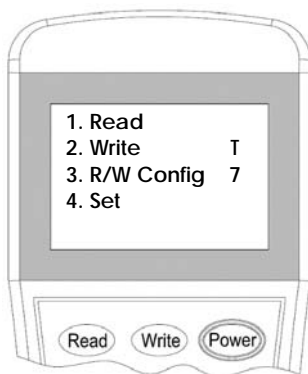 1. Read
2. Write T
3. R/W Config 7
4. Set
Read Write Power